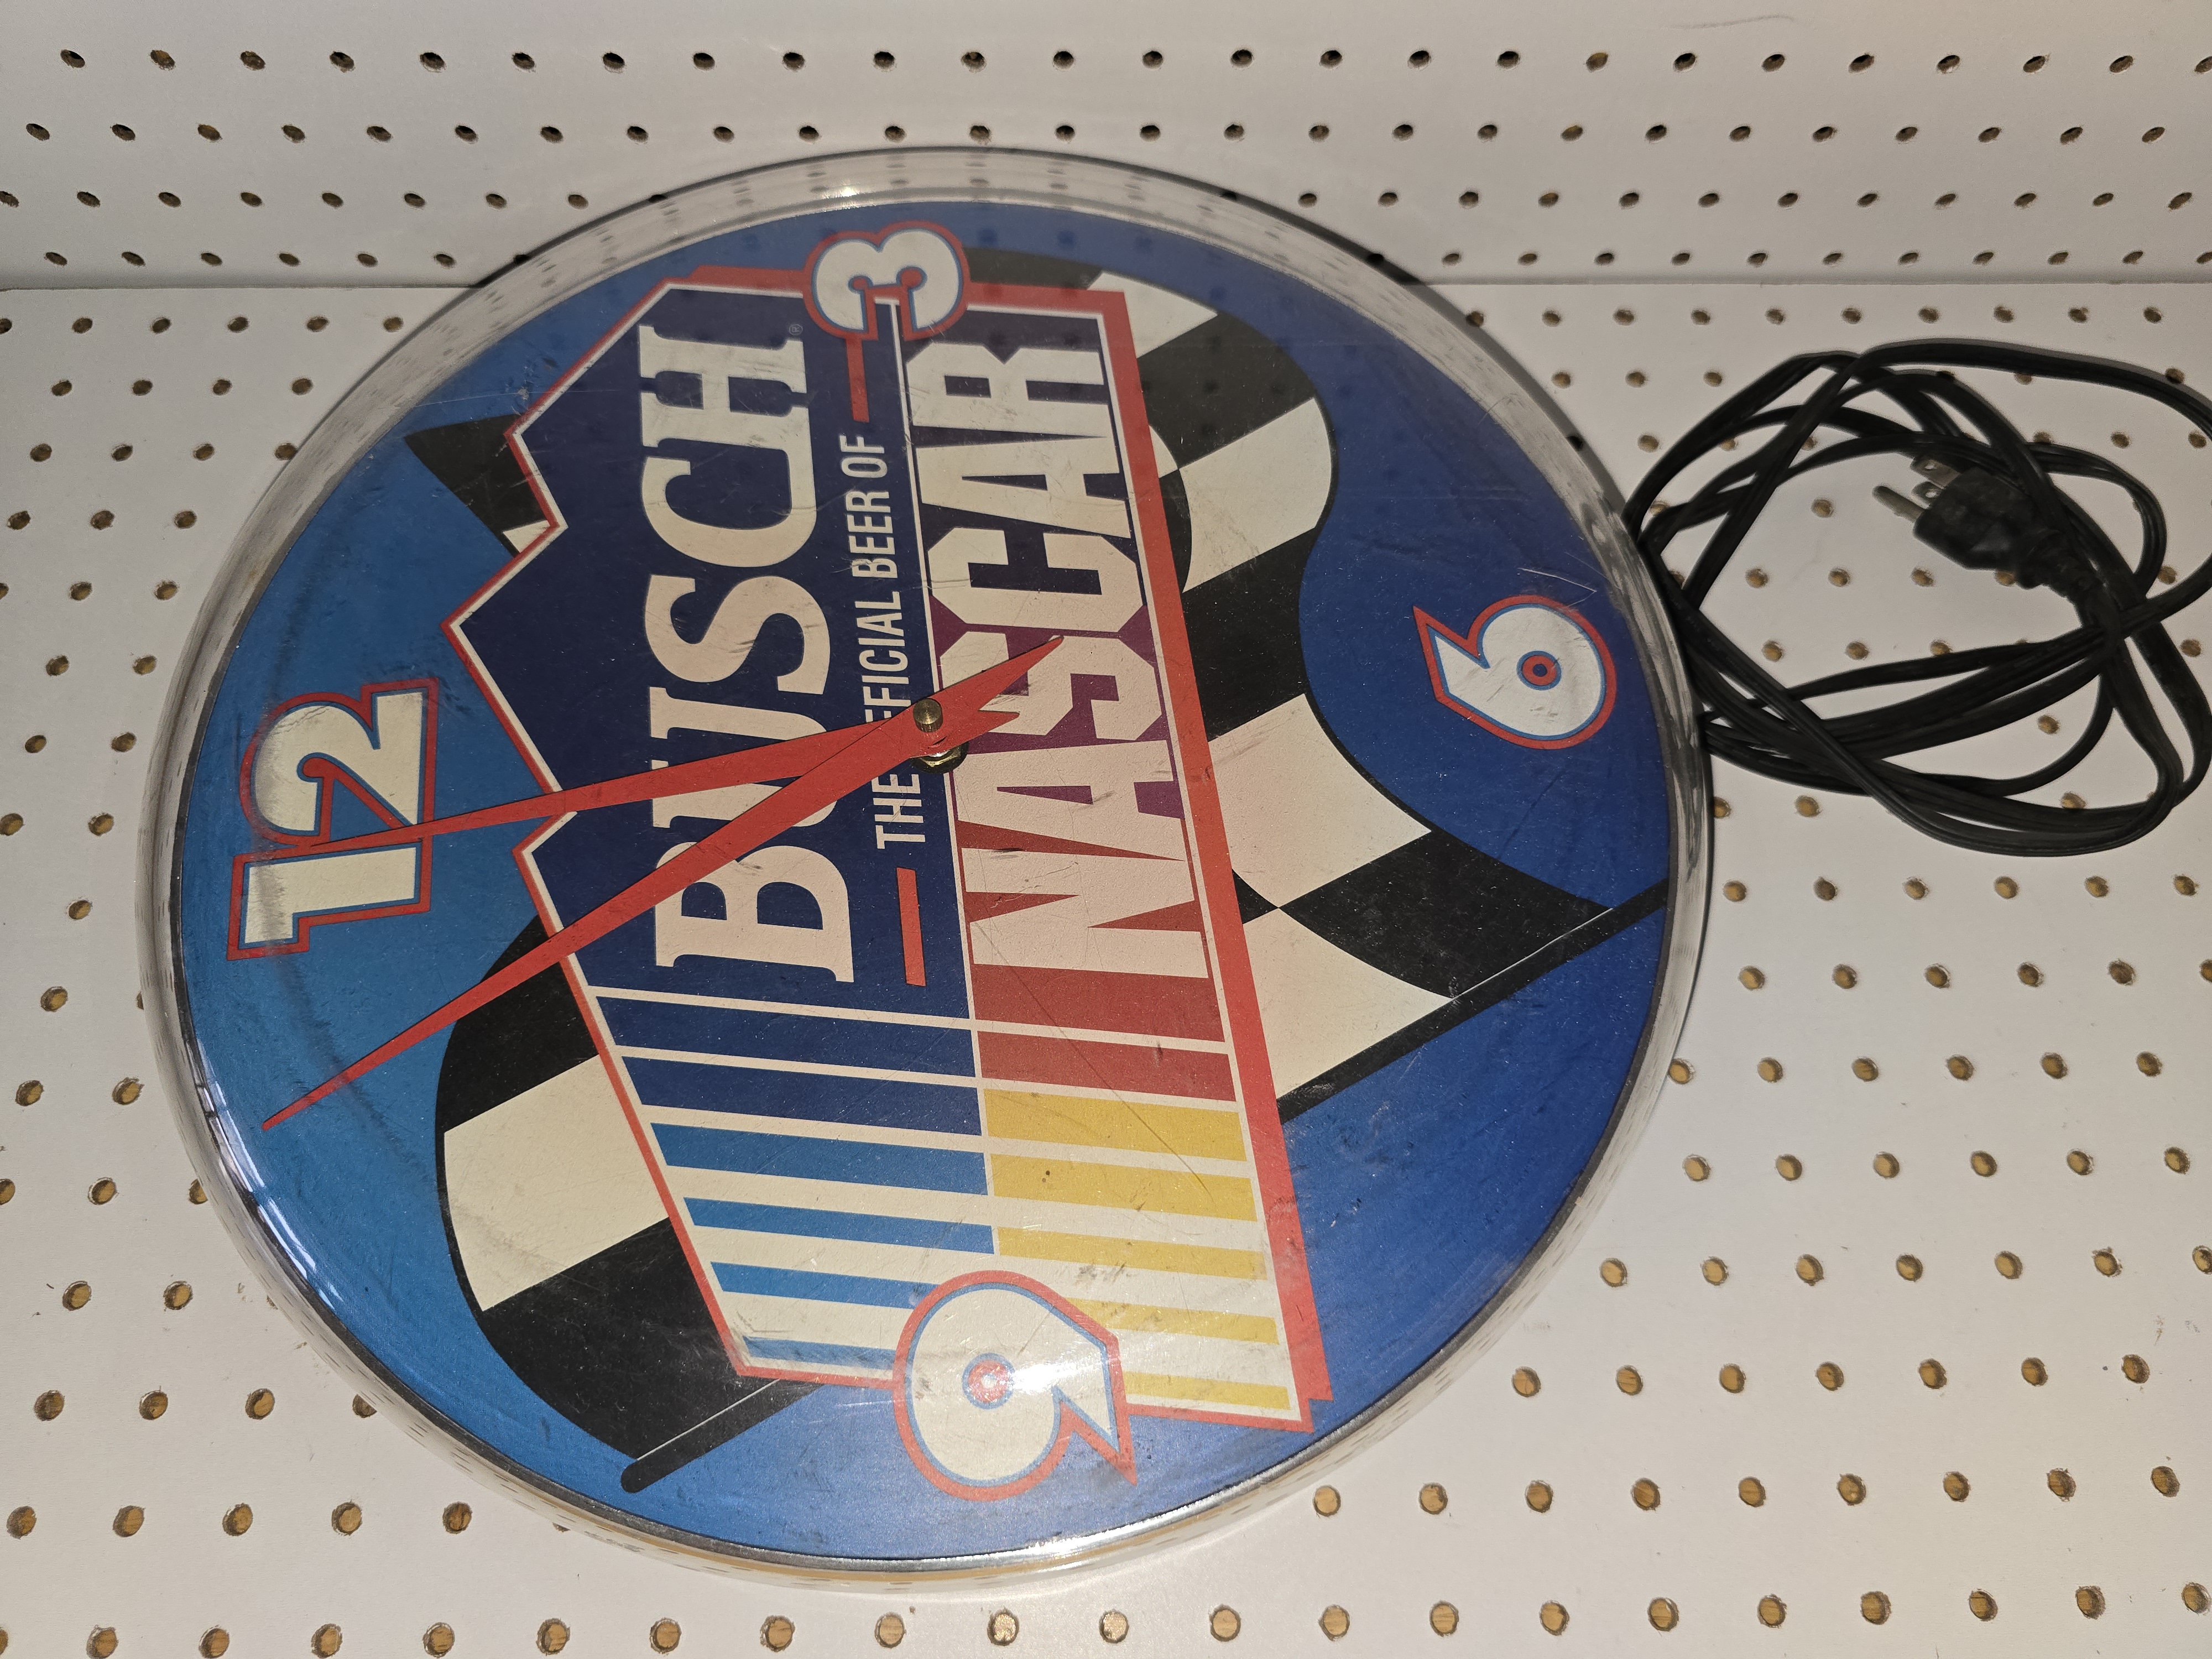 12
BUSCH®
THE OFFICIAL BEER OF
9
3
NASCAR
6